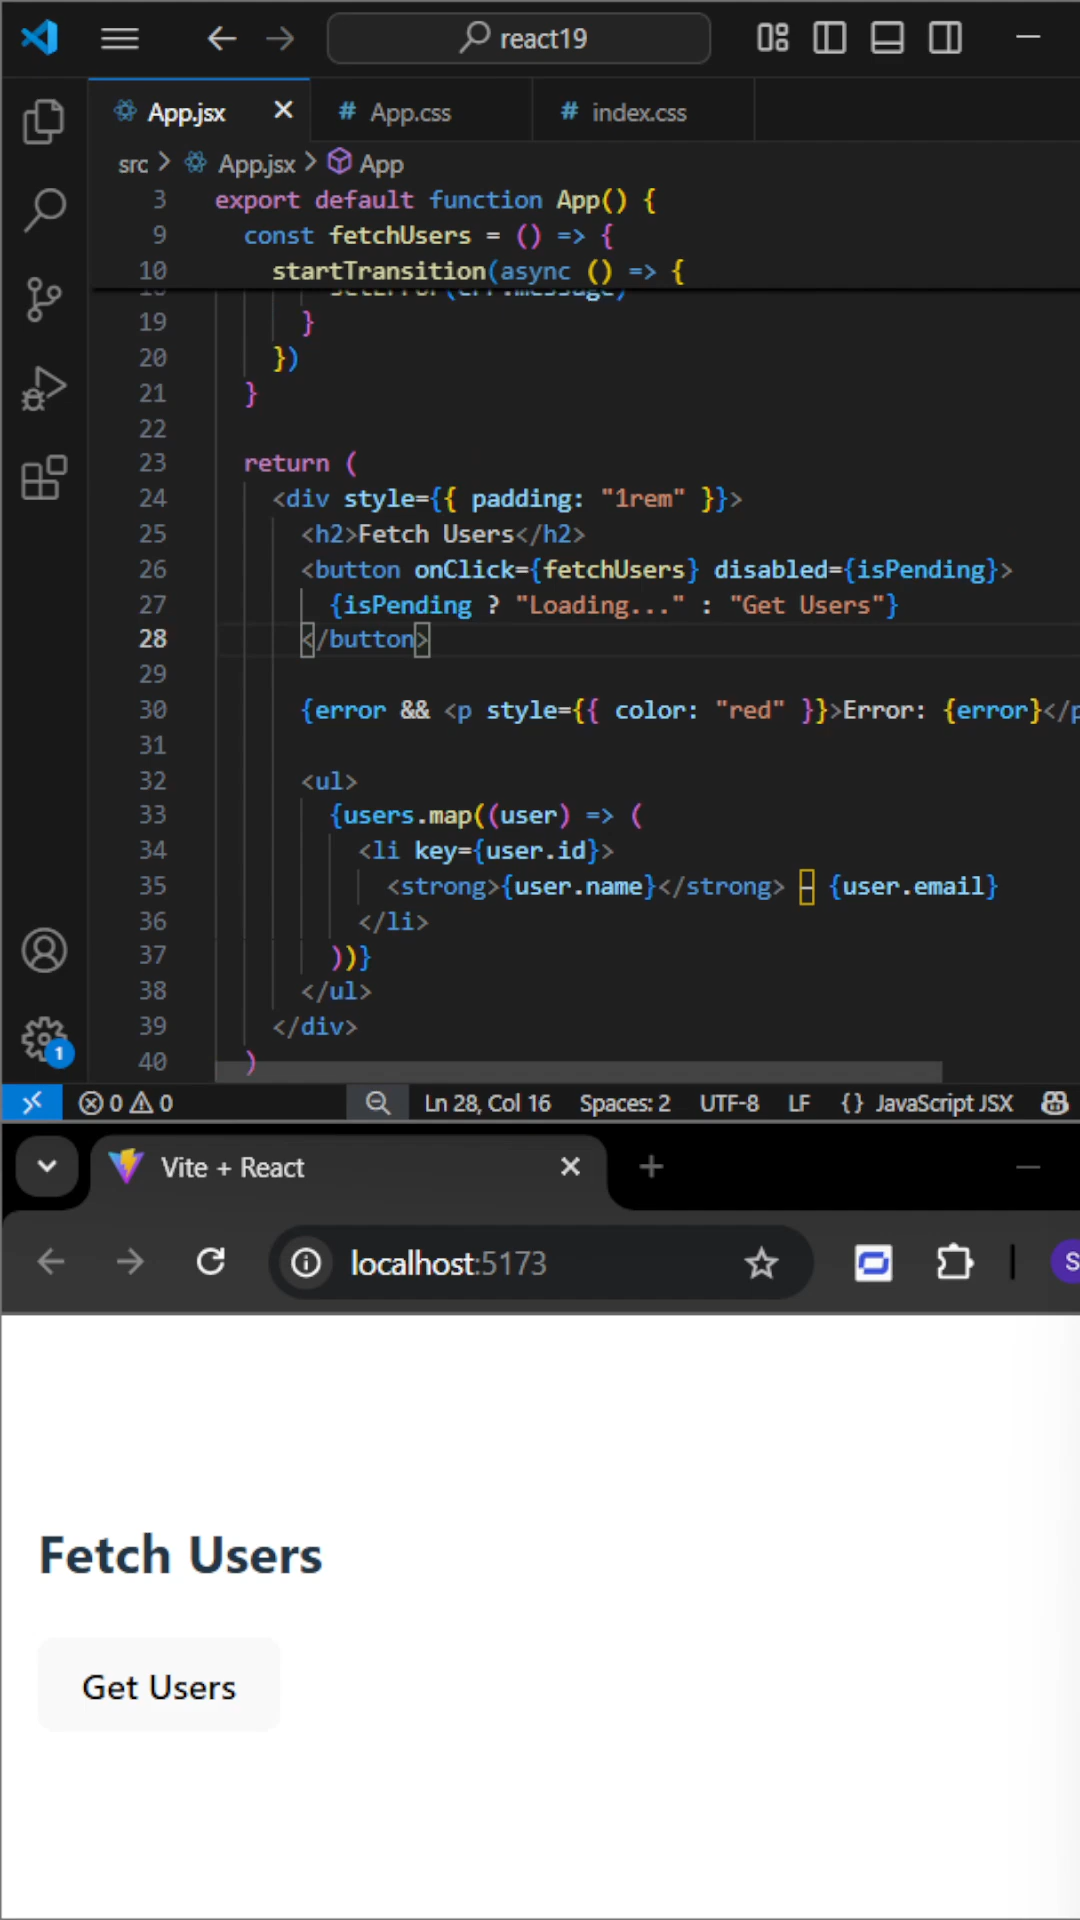 react19
App.jsx
# App.css
# index.css
src > App.jsx > App
3 export default function App() {
9 const fetchUsers = () => {
10 startTransition(async () => {
19 }
20 })
21 }
22
23 return (
24 <div style={{ padding: "1rem" }}>
25 <h2>Fetch Users</h2>
26 <button onClick={fetchUsers} disabled={isPending}>
27 {isPending ? "Loading..." : "Get Users"}
28 </button>
29
30 {error && <p style={{ color: "red" }}>Error: {error}</p
31
32 <ul>
33 {users.map((user) => (
34 <li key={user.id}>
35 <strong>{user.name}</strong> – {user.email}
36 </li>
37 ))}
38 </ul>
39 </div>
40 )
1
0 0 Ln 28, Col 16 Spaces: 2 UTF-8 LF {} JavaScript JSX
Vite + React
localhost:5173
S
Fetch Users
Get Users